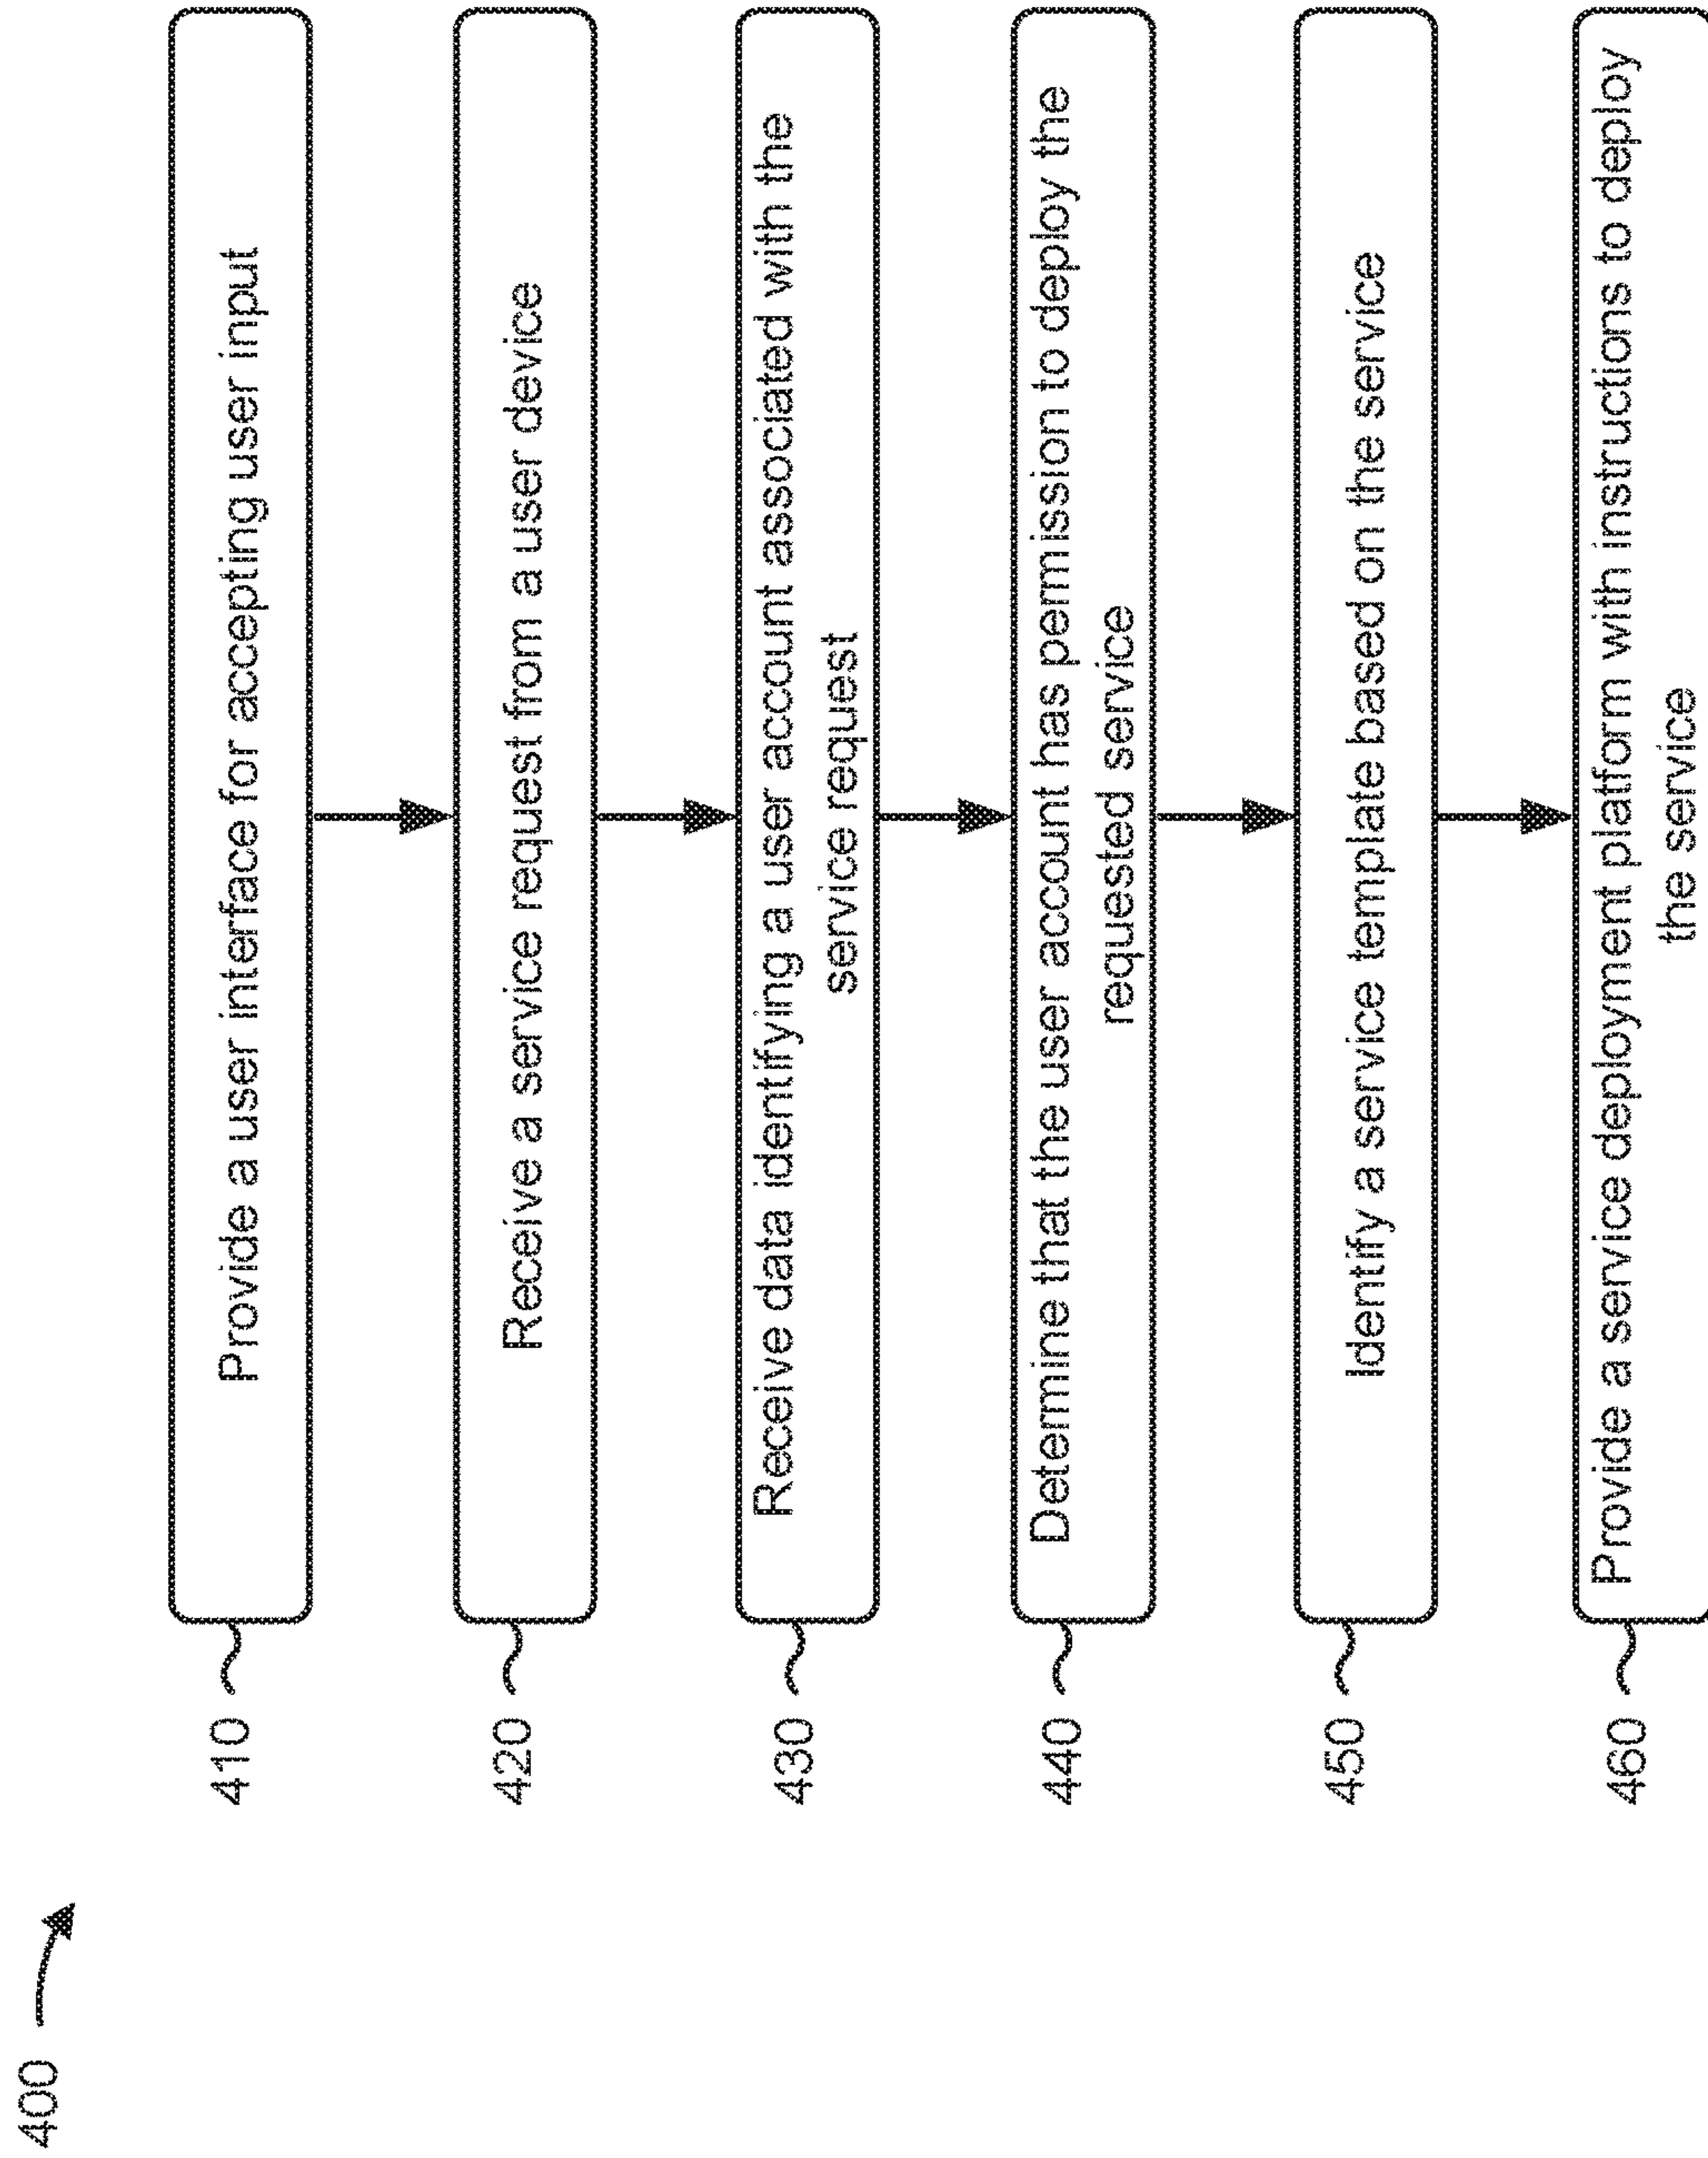 400
410
Provide a user interface for accepting user input
420
Receive a service request from a user device
430
Receive data identifying a user account associated with the
service request
440
Determine that the user account has permission to deploy the
requested service
450
Identify a service template based on the service
460
Provide a service deployment platform with instructions to deploy
the service